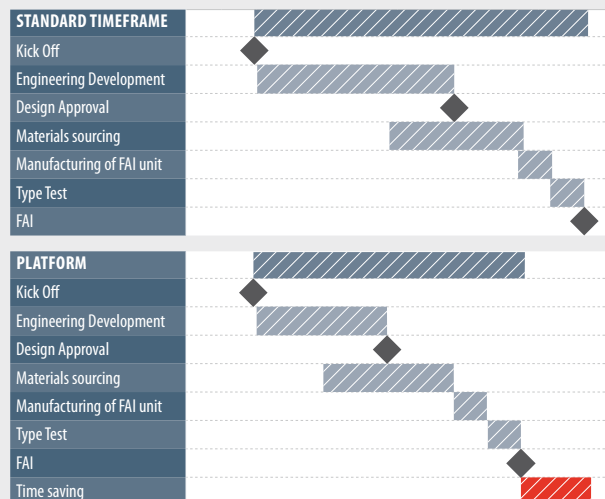 STANDARD TIMEFRAME
Kick Off
Engineering Development
Design Approval
Materials sourcing
Manufacturing of FAI unit
Type Test
FAI
PLATFORM
Kick Off
Engineering Development
Design Approval
Materials sourcing
Manufacturing of FAI unit
Type Test
FAI
Time saving